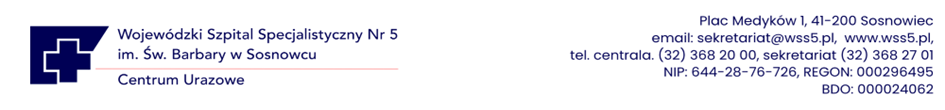 Wojewódzki Szpital Specjalistyczny Nr 5
im. Św. Barbary w Sosnowcu
Centrum Urazowe
Plac Medyków 1, 41-200 Sosnowiec
email: sekretariat@wss5.pl, www.wss5.pl,
tel. centrala. (32) 368 20 00, sekretariat (32) 368 27 01
NIP: 644-28-76-726, REGON: 000296495
BDO: 000024062